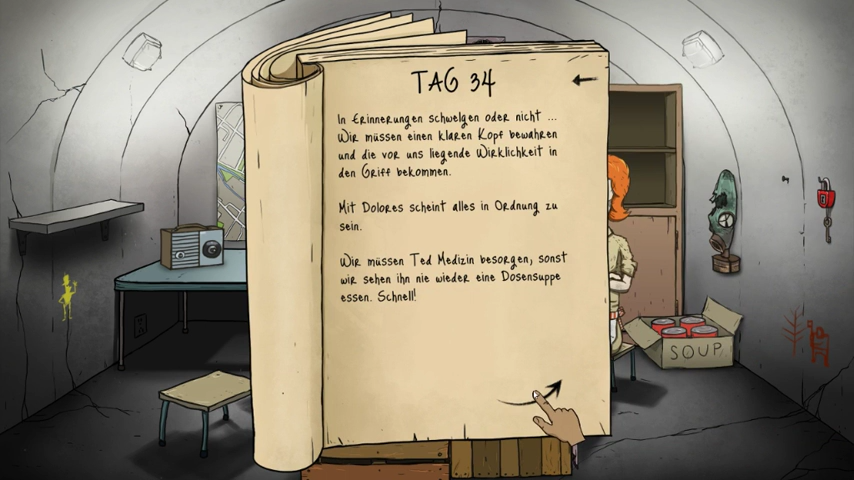 TAG 34
In Erinnerungen schwelgen oder nicht ...
Wir müssen einen klaren Kopf bewahren
und die vor uns liegende Wirklichkeit in
den Griff bekommen.
Mit Dolores scheint alles in Ordnung zu
sein.
Wir müssen Ted Medizin besorgen, sonst
wir sehen ihn nie wieder eine Dosensuppe
essen. Schnell!
SOUP